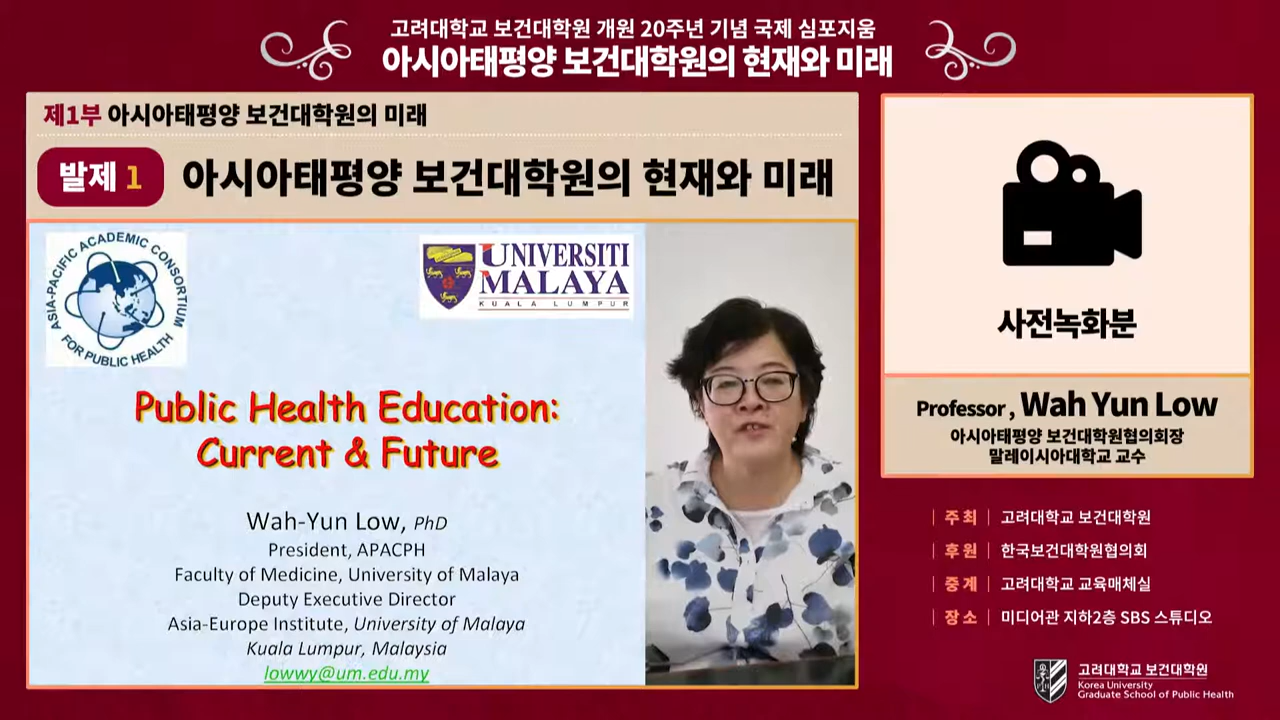 고려대학교 보건대학원 개원 20주년 기념 국제 심포지움
아시아태평양 보건대학원의 현재와 미래
제1부 아시아태평양 보건대학원의 미래
발제 1 아시아태평양 보건대학원의 현재와 미래
ASIA-PACIFIC ACADEMIC CONSORTIUM
FOR PUBLIC HEALTH
UNIVERSITI
MALAYA
KUALA LUMPUR
Public Health Education:
Current & Future
Wah-Yun Low, PhD
President, APACPH
Faculty of Medicine, University of Malaya
Deputy Executive Director
Asia-Europe Institute, University of Malaya
Kuala Lumpur, Malaysia
lowwy@um.edu.my
사전녹화분
Professor, Wah Yun Low
아시아태평양 보건대학원협의회장
말레이시아대학교 교수
주최 고려대학교 보건대학원
후원 한국보건대학원협의회
중계 고려대학교 교육매체실
장소 미디어관 지하2층 SBS 스튜디오
고려대학교 보건대학원
Korea University
Graduate School of Public Health